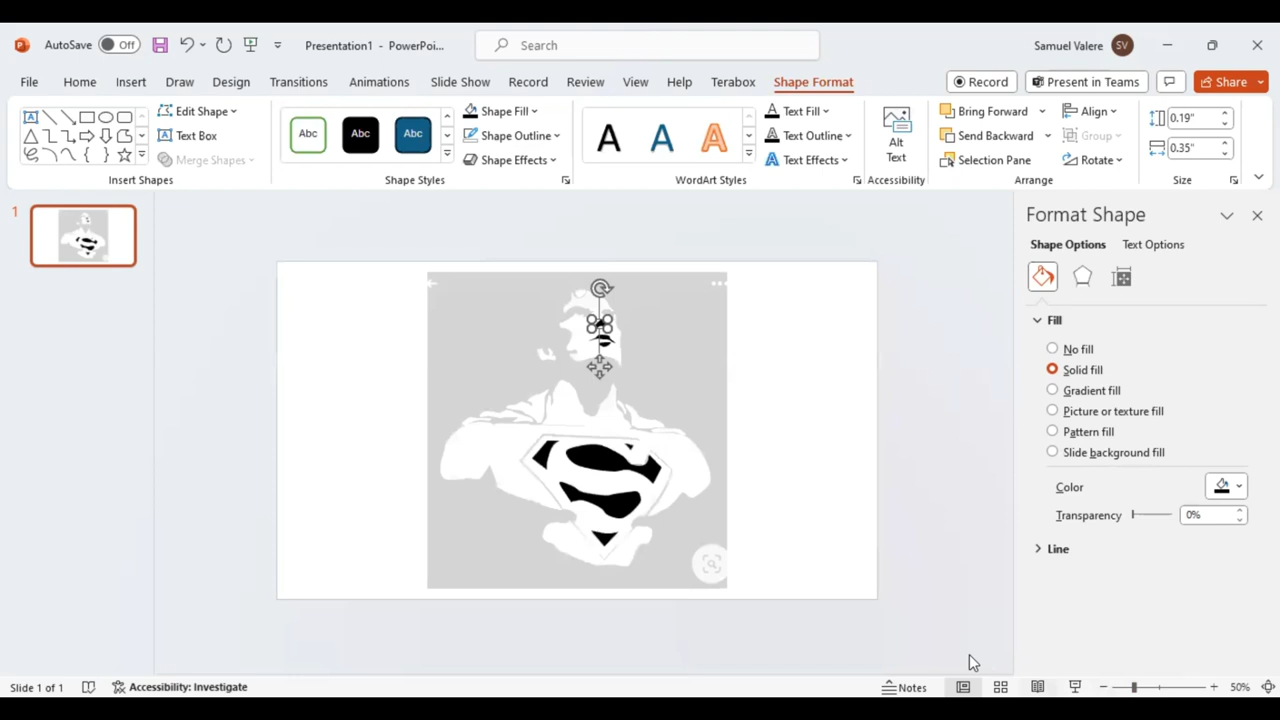 AutoSave Off Presentation1 - PowerPoi... Search Samuel Valere SV
File Home Insert Draw Design Transitions Animations Slide Show Record Review View Help Terabox Shape Format Record Present in Teams Share
Edit Shape
Text Box
Merge Shapes
Insert Shapes
Abc Abc Abc
Shape Fill
Shape Outline
Shape Effects
Shape Styles
A A A
Text Fill
Text Outline
Text Effects
WordArt Styles
Alt
Text
Accessibility
Bring Forward
Send Backward
Selection Pane
Align
Group
Rotate
Arrange
0.19"
0.35"
Size
1
Format Shape
Shape Options Text Options
Fill
No fill
Solid fill
Gradient fill
Picture or texture fill
Pattern fill
Slide background fill
Color
Transparency 0%
Line
Slide 1 of 1 Accessibility: Investigate Notes 50%